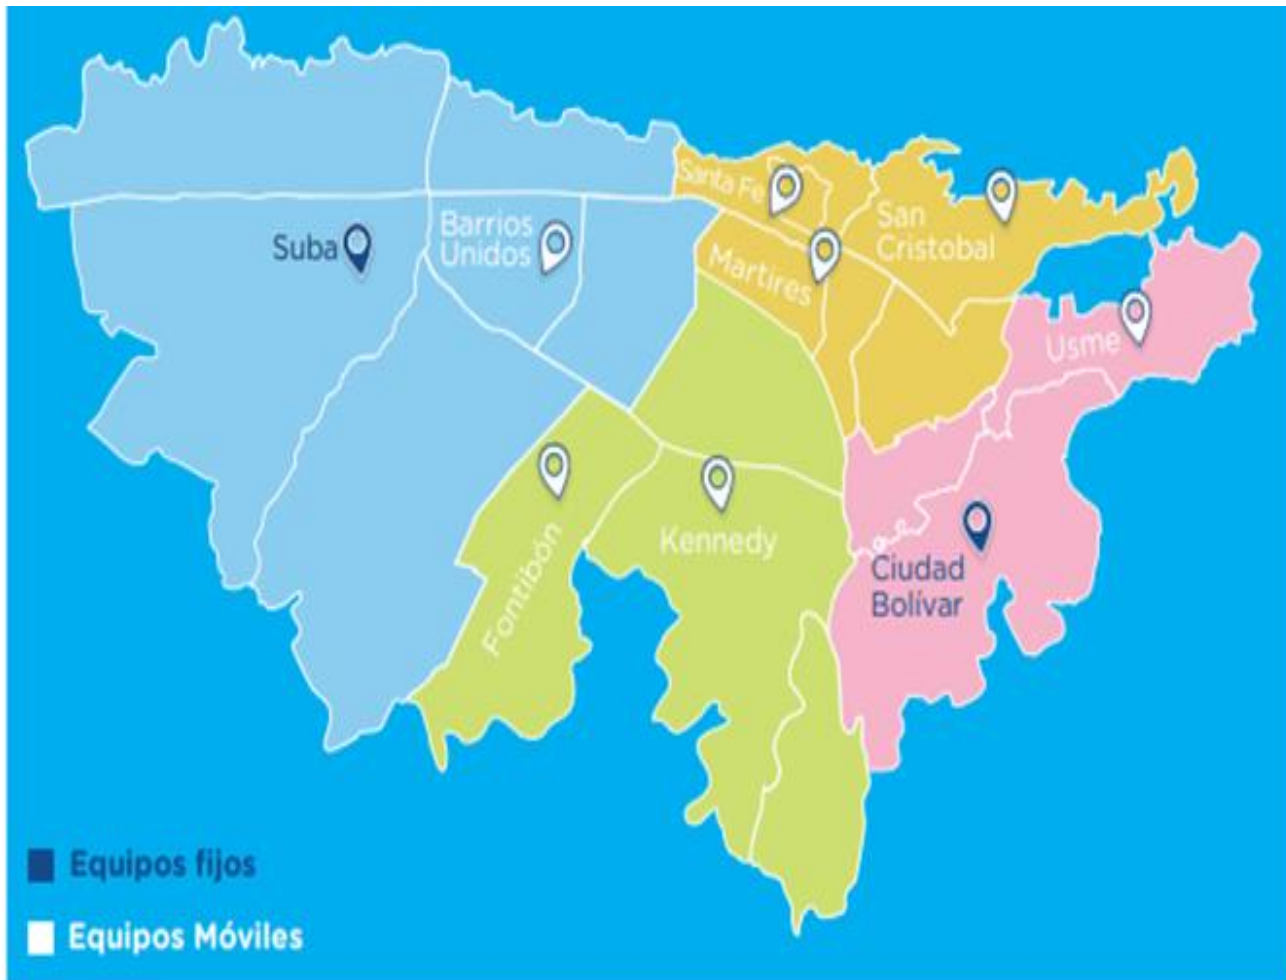 Santa Fe
Suba
Barrios
Unidos
San
Cristobal
Martires
Usme
Fontibón
Kennedy
Ciudad
Bolívar
Equipos fijos
Equipos Móviles